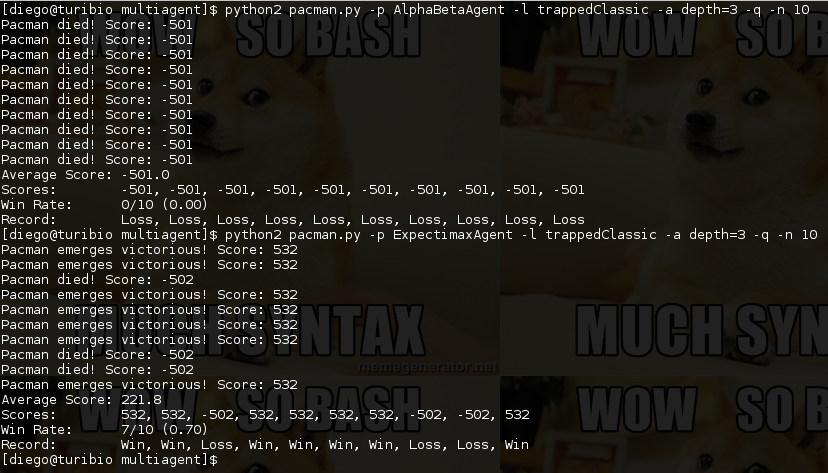 [diego@turibio multiagent]$ python2 pacman.py -p AlphaBetaAgent -l trappedClassic -a depth=3 -q -n 10
Pacman died! Score: -501
Pacman died! Score: -501
Pacman died! Score: -501
Pacman died! Score: -501
Pacman died! Score: -501
Pacman died! Score: -501
Pacman died! Score: -501
Pacman died! Score: -501
Pacman died! Score: -501
Pacman died! Score: -501
Average Score: -501.0
Scores:        -501, -501, -501, -501, -501, -501, -501, -501, -501, -501
Win Rate:      0/10 (0.00)
Record:        Loss, Loss, Loss, Loss, Loss, Loss, Loss, Loss, Loss, Loss
[diego@turibio multiagent]$ python2 pacman.py -p ExpectimaxAgent -l trappedClassic -a depth=3 -q -n 10
Pacman emerges victorious! Score: 532
Pacman emerges victorious! Score: 532
Pacman died! Score: -502
Pacman emerges victorious! Score: 532
Pacman emerges victorious! Score: 532
Pacman emerges victorious! Score: 532
Pacman emerges victorious! Score: 532
Pacman died! Score: -502
Pacman died! Score: -502
Pacman emerges victorious! Score: 532
Average Score: 221.8
Scores:        532, 532, -502, 532, 532, 532, 532, -502, -502, 532
Win Rate:      7/10 (0.70)
Record:        Win, Win, Loss, Win, Win, Win, Win, Loss, Loss, Win
[diego@turibio multiagent]$
WOW SO BASH
WOW SO B
MUCH SYNTAX
MUCH SYN
memegenerator.net
WOW SO BASH
WOW SO B